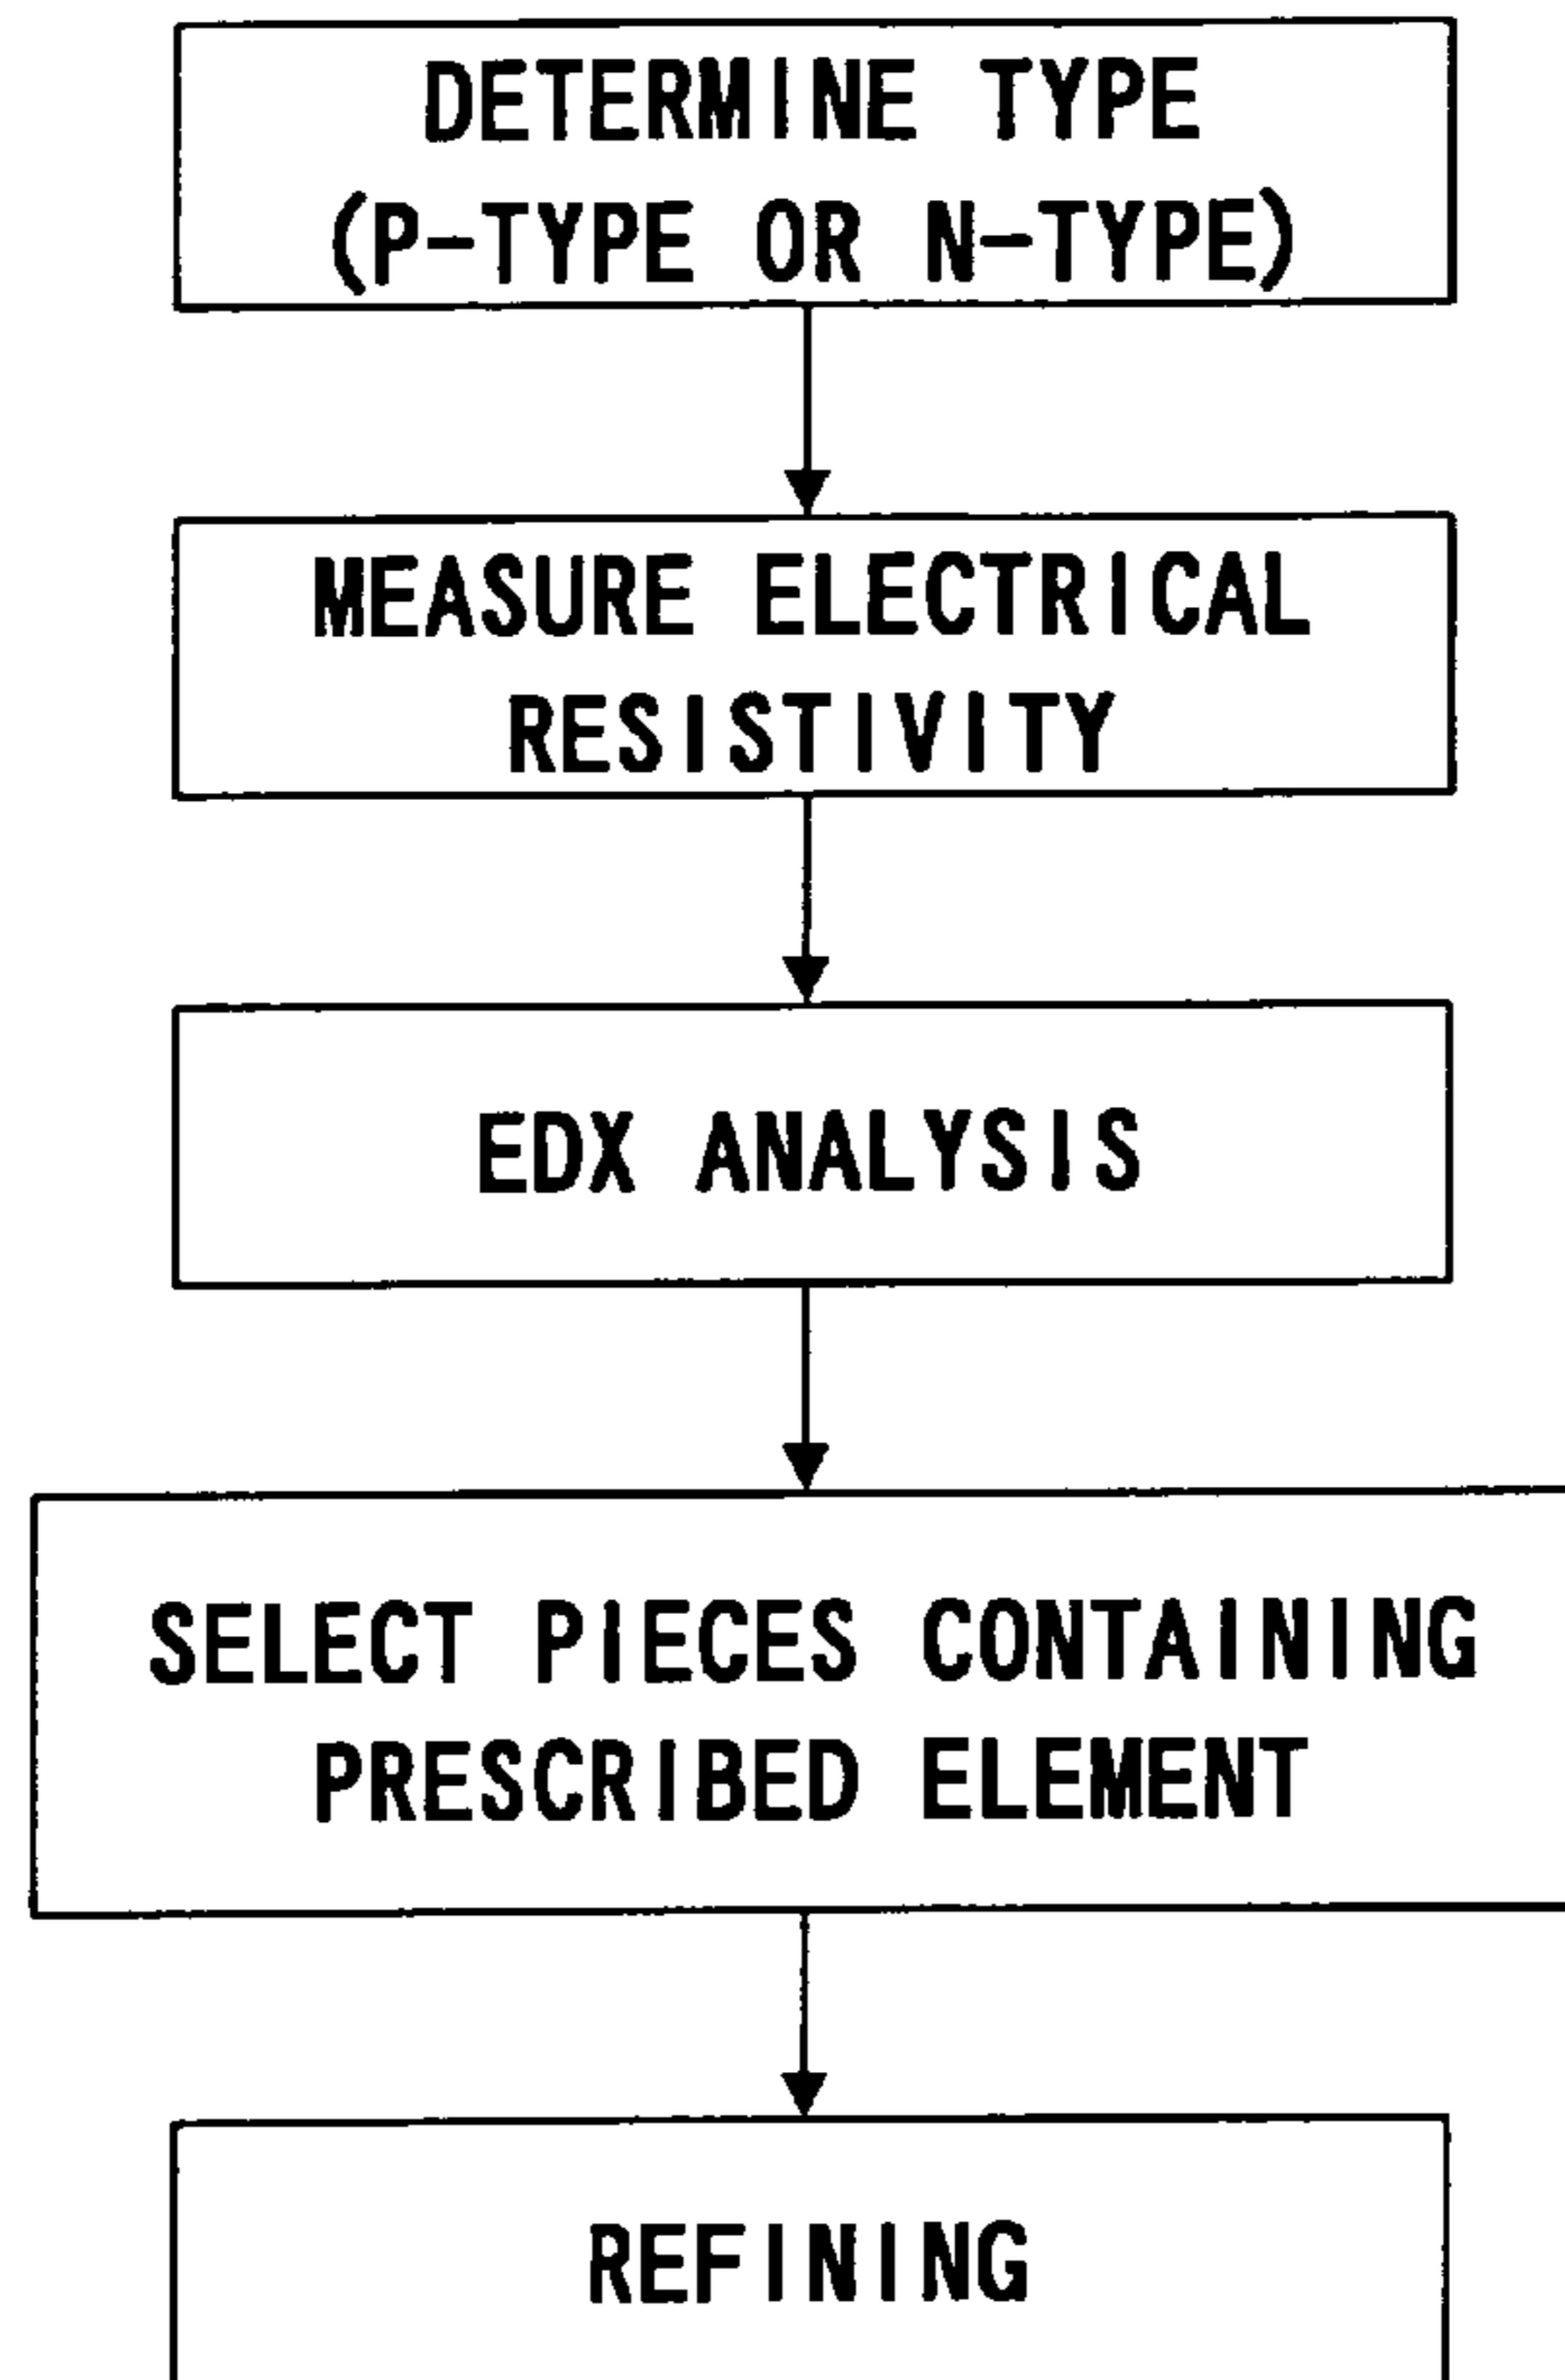 DETERMINE TYPE
(P-TYPE OR N-TYPE)
MEASURE ELECTRICAL
RESISTIVITY
EDX ANALYSIS
SELECT PIECES CONTAINING
PRESCRIBED ELEMENT
REFINING